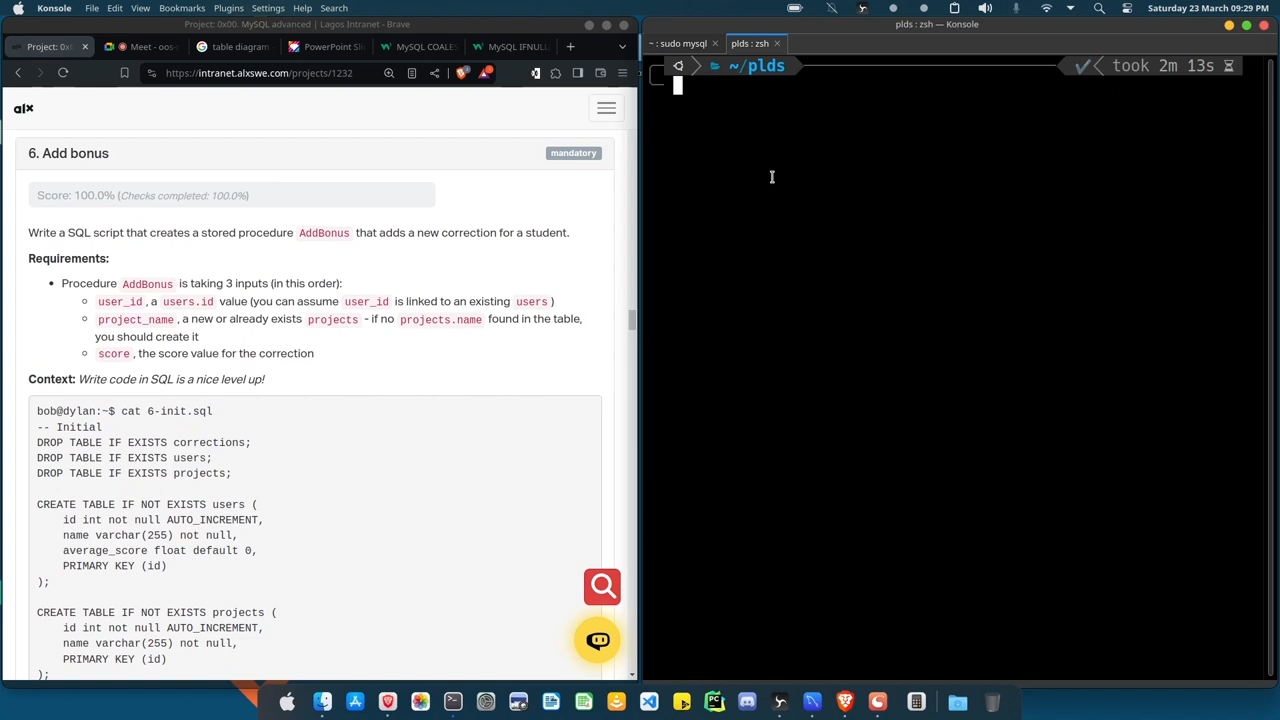 Konsole File Edit View Bookmarks Plugins Settings Help Search Saturday 23 March 09:29 PM
Project: 0x00. MySQL advanced | Lagos Intranet - Brave
plds : zsh — Konsole
Project: 0x0 Meet - oos- table diagram PowerPoint Sli MySQL COALES MySQL IFNULL
~ : sudo mysql plds : zsh
https://intranet.alxswe.com/projects/1232
~/plds took 2m 13s
alx
6. Add bonus mandatory
Score: 100.0% (Checks completed: 100.0%)
Write a SQL script that creates a stored procedure AddBonus that adds a new correction for a student.
Requirements:
• Procedure AddBonus is taking 3 inputs (in this order):
user_id, a users.id value (you can assume user_id is linked to an existing users)
project_name, a new or already exists projects - if no projects.name found in the table,
you should create it
score, the score value for the correction
Context: Write code in SQL is a nice level up!
bob@dylan:~$ cat 6-init.sql
-- Initial
DROP TABLE IF EXISTS corrections;
DROP TABLE IF EXISTS users;
DROP TABLE IF EXISTS projects;
CREATE TABLE IF NOT EXISTS users (
id int not null AUTO_INCREMENT,
name varchar(255) not null,
average_score float default 0,
PRIMARY KEY (id)
);
CREATE TABLE IF NOT EXISTS projects (
id int not null AUTO_INCREMENT,
name varchar(255) not null,
PRIMARY KEY (id)
);